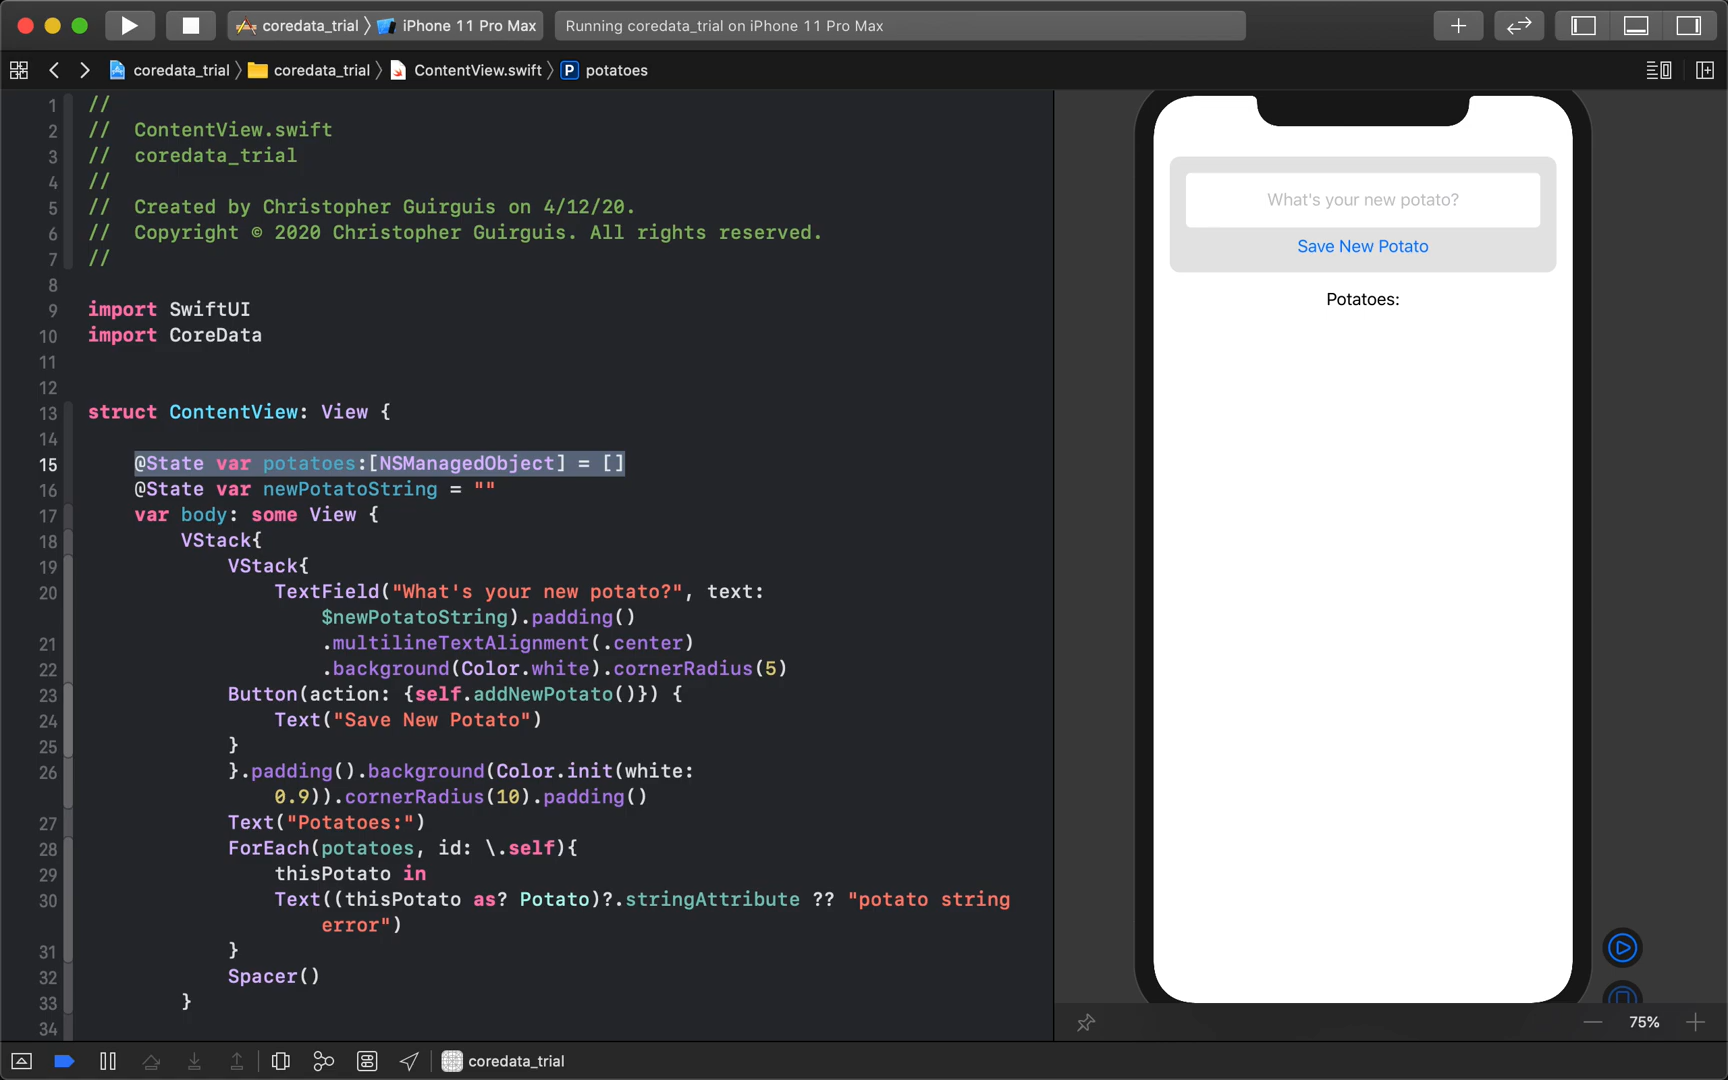 coredata_trial 〉 iPhone 11 Pro Max
Running coredata_trial on iPhone 11 Pro Max
coredata_trial 〉 coredata_trial 〉 ContentView.swift 〉 P potatoes
1 //
2 //  ContentView.swift
3 //  coredata_trial
4 //
5 //  Created by Christopher Guirguis on 4/12/20.
6 //  Copyright © 2020 Christopher Guirguis. All rights reserved.
7 //
8
9 import SwiftUI
10 import CoreData
11
12
13 struct ContentView: View {
14
15     @State var potatoes:[NSManagedObject] = []
16     @State var newPotatoString = ""
17     var body: some View {
18         VStack{
19             VStack{
20                 TextField("What's your new potato?", text:
                    $newPotatoString).padding()
21                     .multilineTextAlignment(.center)
22                     .background(Color.white).cornerRadius(5)
23             Button(action: {self.addNewPotato()}) {
24                 Text("Save New Potato")
25             }
26             }.padding().background(Color.init(white:
                0.9)).cornerRadius(10).padding()
27             Text("Potatoes:")
28             ForEach(potatoes, id: \.self){
29                 thisPotato in
30                 Text((thisPotato as? Potato)?.stringAttribute ?? "potato string
                    error")
31             }
32             Spacer()
33         }
34
What's your new potato?
Save New Potato
Potatoes:
75%
coredata_trial